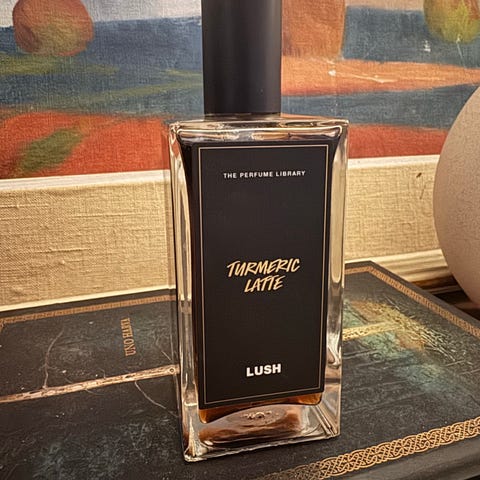 THE PERFUME LIBRARY
TURMERIC
LATTE
LUSH